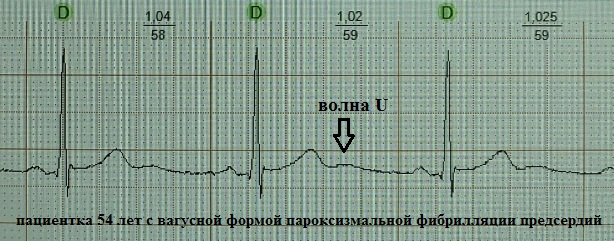 D D D
1,04 1,02 1,025
58 59 59
волна U
пациентка 54 лет с вагусной формой пароксизмальной фибрилляции предсердий